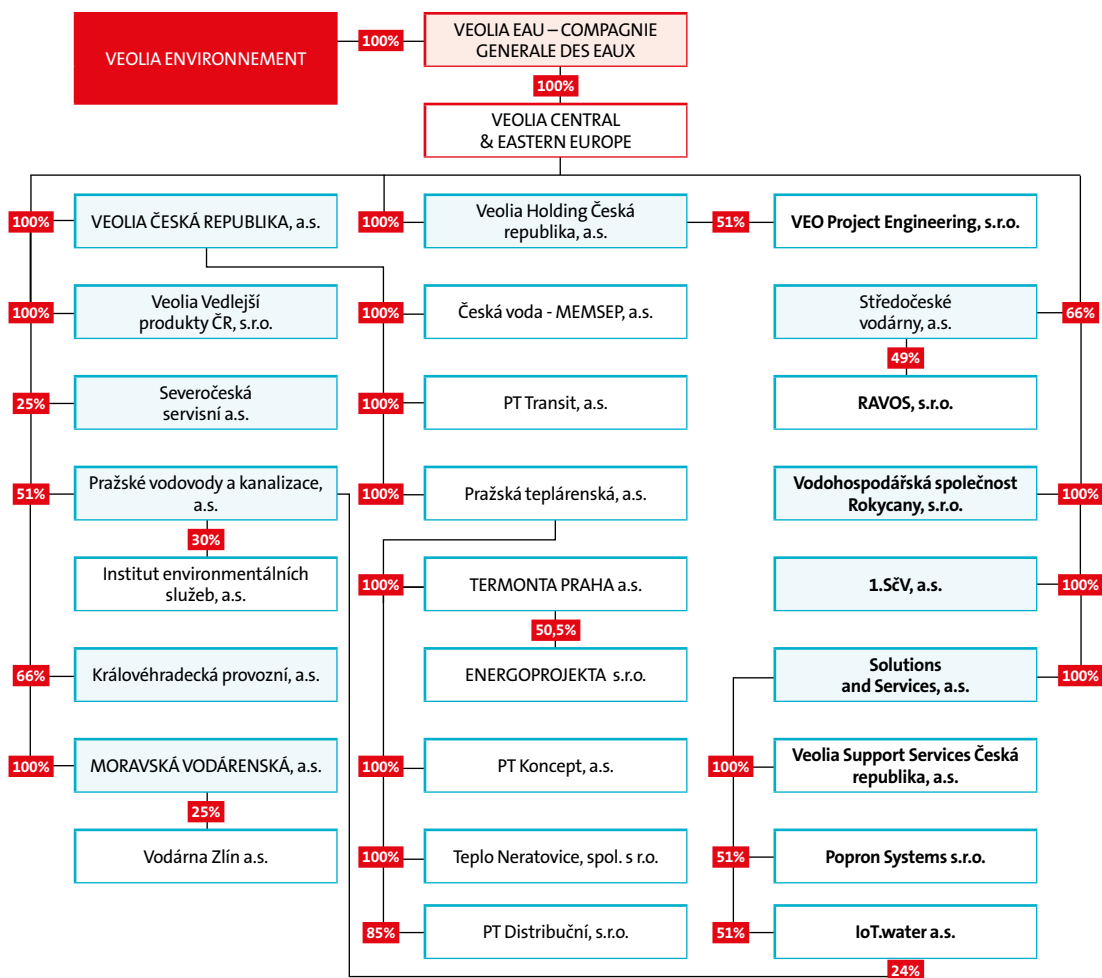 VEOLIA ENVIRONNEMENT
100%
VEOLIA EAU – COMPAGNIE
GENERALE DES EAUX
100%
VEOLIA CENTRAL
& EASTERN EUROPE
100%
VEOLIA ČESKÁ REPUBLIKA, a.s.
100%
Veolia Holding Česká
republika, a.s.
51%
VEO Project Engineering, s.r.o.
100%
Veolia Vedlejší
produkty ČR, s.r.o.
100%
Česká voda - MEMSEP, a.s.
Středočeské
vodárny, a.s.
66%
49%
25%
Severočeská
servisní a.s.
100%
PT Transit, a.s.
RAVOS, s.r.o.
51%
Pražské vodovody a kanalizace,
a.s.
100%
Pražská teplárenská, a.s.
Vodohospodářská společnost
Rokycany, s.r.o.
100%
30%
Institut environmentálních
služeb, a.s.
100%
TERMONTA PRAHA a.s.
1.SčV, a.s.
100%
50,5%
66%
Královéhradecká provozní, a.s.
ENERGOPROJEKTA s.r.o.
Solutions
and Services, a.s.
100%
100%
MORAVSKÁ VODÁRENSKÁ, a.s.
100%
PT Koncept, a.s.
100%
Veolia Support Services Česká
republika, a.s.
25%
Vodárna Zlín a.s.
100%
Teplo Neratovice, spol. s r.o.
51%
Popron Systems s.r.o.
85%
PT Distribuční, s.r.o.
51%
IoT.water a.s.
24%